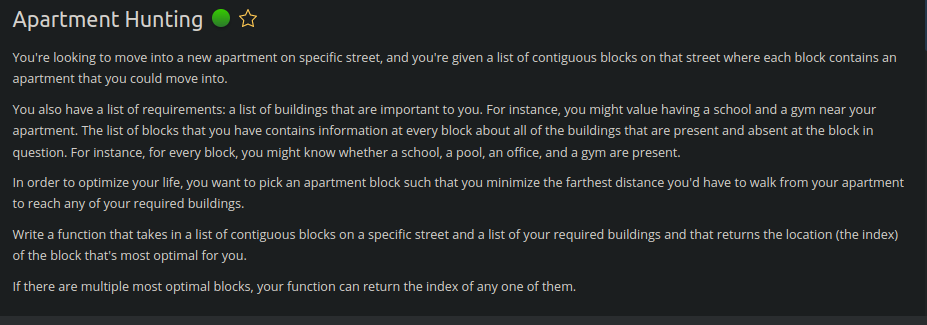 Apartment Hunting
You're looking to move into a new apartment on specific street, and you're given a list of contiguous blocks on that street where each block contains an
apartment that you could move into.
You also have a list of requirements: a list of buildings that are important to you. For instance, you might value having a school and a gym near your
apartment. The list of blocks that you have contains information at every block about all of the buildings that are present and absent at the block in
question. For instance, for every block, you might know whether a school, a pool, an office, and a gym are present.
In order to optimize your life, you want to pick an apartment block such that you minimize the farthest distance you'd have to walk from your apartment
to reach any of your required buildings.
Write a function that takes in a list of contiguous blocks on a specific street and a list of your required buildings and that returns the location (the index)
of the block that's most optimal for you.
If there are multiple most optimal blocks, your function can return the index of any one of them.